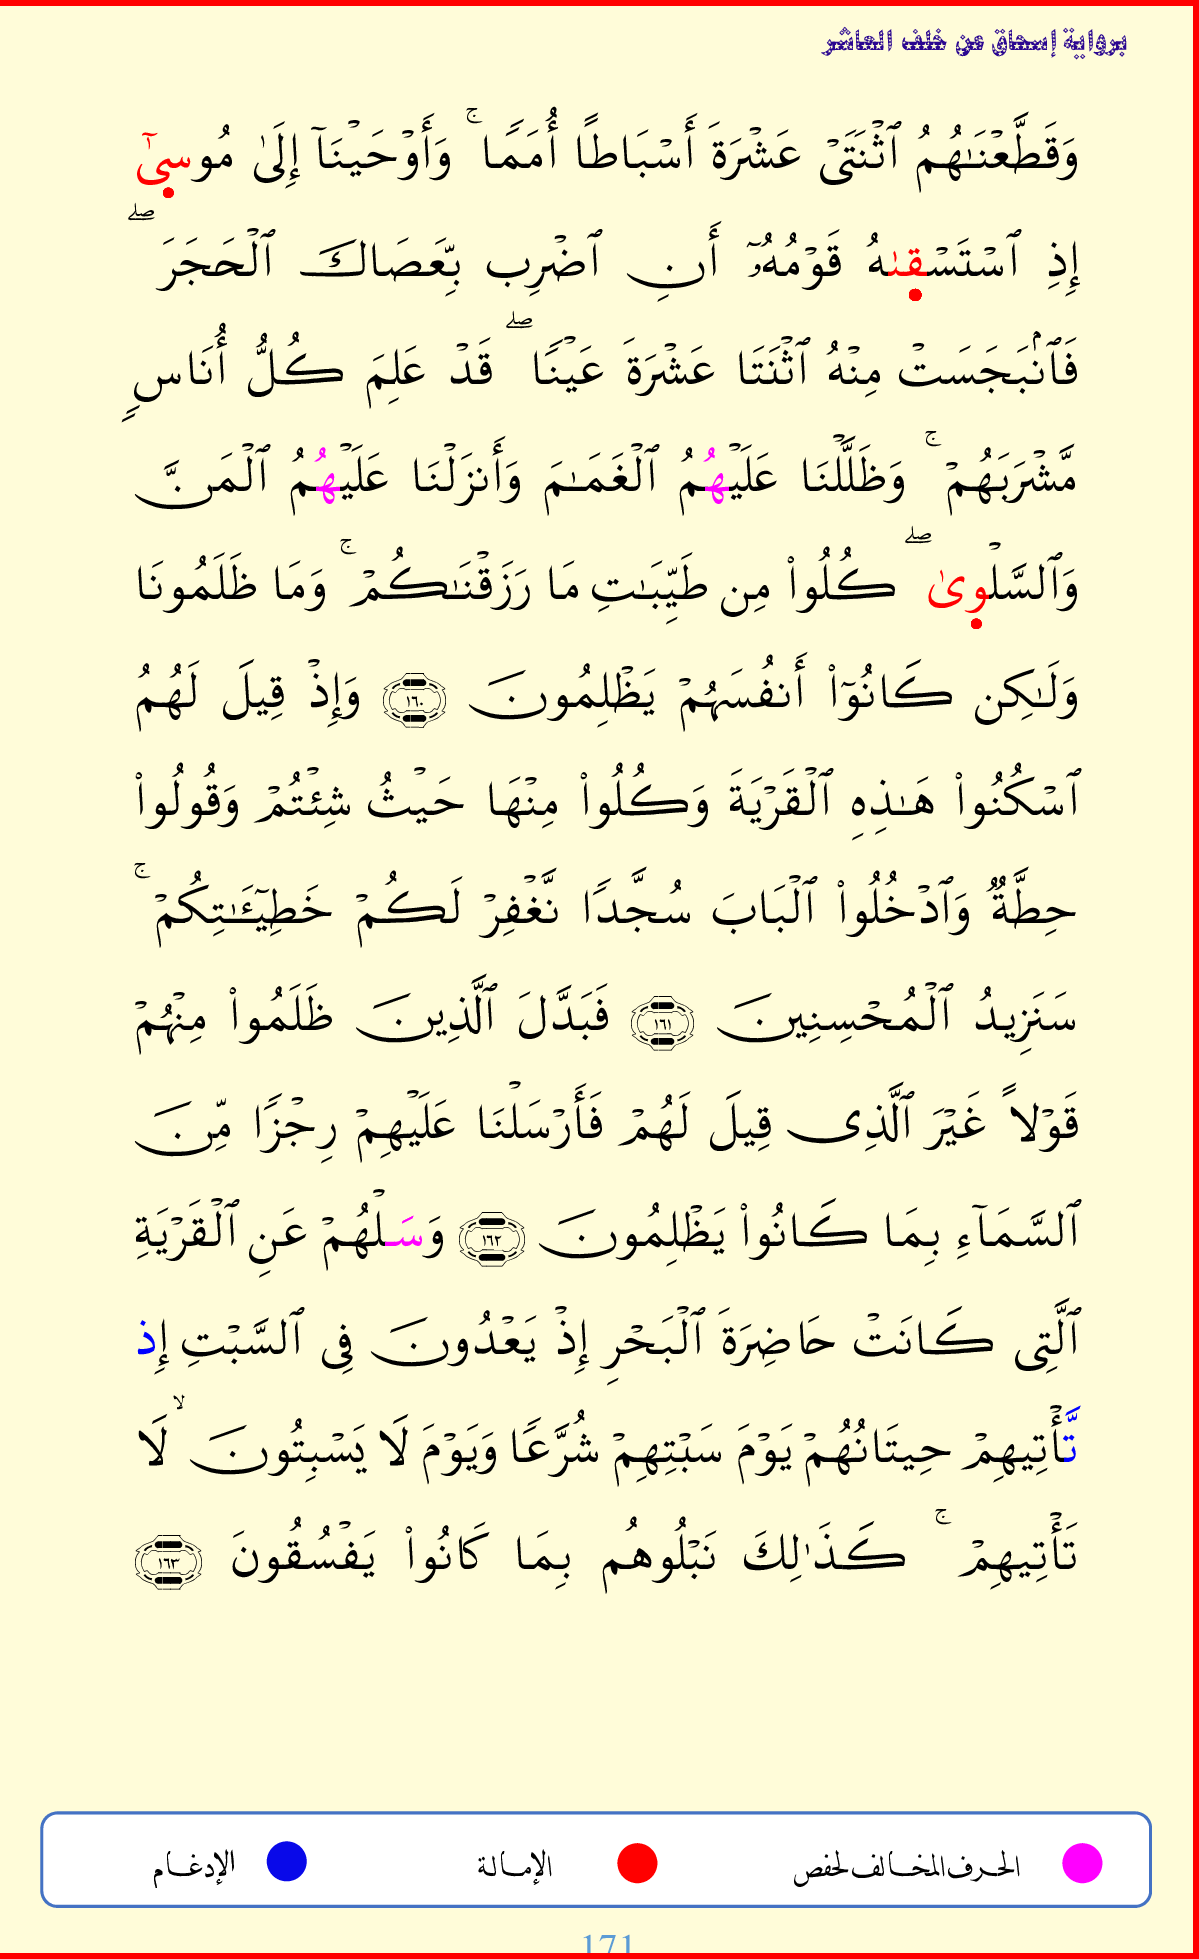 برواية إسحاق عن خلف العاشر
وَقَطَّعْنَٰهُمُ ٱثْنَتَىْ عَشْرَةَ أَسْبَاطًا أُمَمًا ۚ وَأَوْحَيْنَآ إِلَىٰ مُوسىٰٓ
إِذِ ٱسْتَسْقىٰهُ قَوْمُهُۥٓ أَنِ ٱضْرِب بِّعَصَاكَ ٱلْحَجَرَ ۖ
فَٱنۢبَجَسَتْ مِنْهُ ٱثْنَتَا عَشْرَةَ عَيْنًا ۖ قَدْ عَلِمَ كُلُّ أُنَاسٍ
مَّشْرَبَهُمْ ۚ وَظَلَّلْنَا عَلَيْهُمُ ٱلْغَمَٰمَ وَأَنزَلْنَا عَلَيْهُمُ ٱلْمَنَّ
وَٱلسَّلْوىٰ ۖ كُلُوا۟ مِن طَيِّبَٰتِ مَا رَزَقْنَٰكُمْ ۚ وَمَا ظَلَمُونَا
وَلَٰكِن كَانُوٓا۟ أَنفُسَهُمْ يَظْلِمُونَ ١٦٠ وَإِذْ قِيلَ لَهُمُ
ٱسْكُنُوا۟ هَٰذِهِ ٱلْقَرْيَةَ وَكُلُوا۟ مِنْهَا حَيْثُ شِئْتُمْ وَقُولُوا۟
حِطَّةٌ وَٱدْخُلُوا۟ ٱلْبَابَ سُجَّدًا نَّغْفِرْ لَكُمْ خَطِيٓـَٰٔتِكُمْ ۚ
سَنَزِيدُ ٱلْمُحْسِنِينَ ١٦١ فَبَدَّلَ ٱلَّذِينَ ظَلَمُوا۟ مِنْهُمْ
قَوْلًا غَيْرَ ٱلَّذِى قِيلَ لَهُمْ فَأَرْسَلْنَا عَلَيْهِمْ رِجْزًا مِّنَ
ٱلسَّمَآءِ بِمَا كَانُوا۟ يَظْلِمُونَ ١٦٢ وَسَلْهُمْ عَنِ ٱلْقَرْيَةِ
ٱلَّتِى كَانَتْ حَاضِرَةَ ٱلْبَحْرِ إِذْ يَعْدُونَ فِى ٱلسَّبْتِ إِذ
تَّأْتِيهِمْ حِيتَانُهُمْ يَوْمَ سَبْتِهِمْ شُرَّعًا وَيَوْمَ لَا يَسْبِتُونَ ۙ لَا
تَأْتِيهِمْ ۚ كَذَٰلِكَ نَبْلُوهُم بِمَا كَانُوا۟ يَفْسُقُونَ ١٦٣
الحرف المخالف لحفص الإمالة الإدغام
171